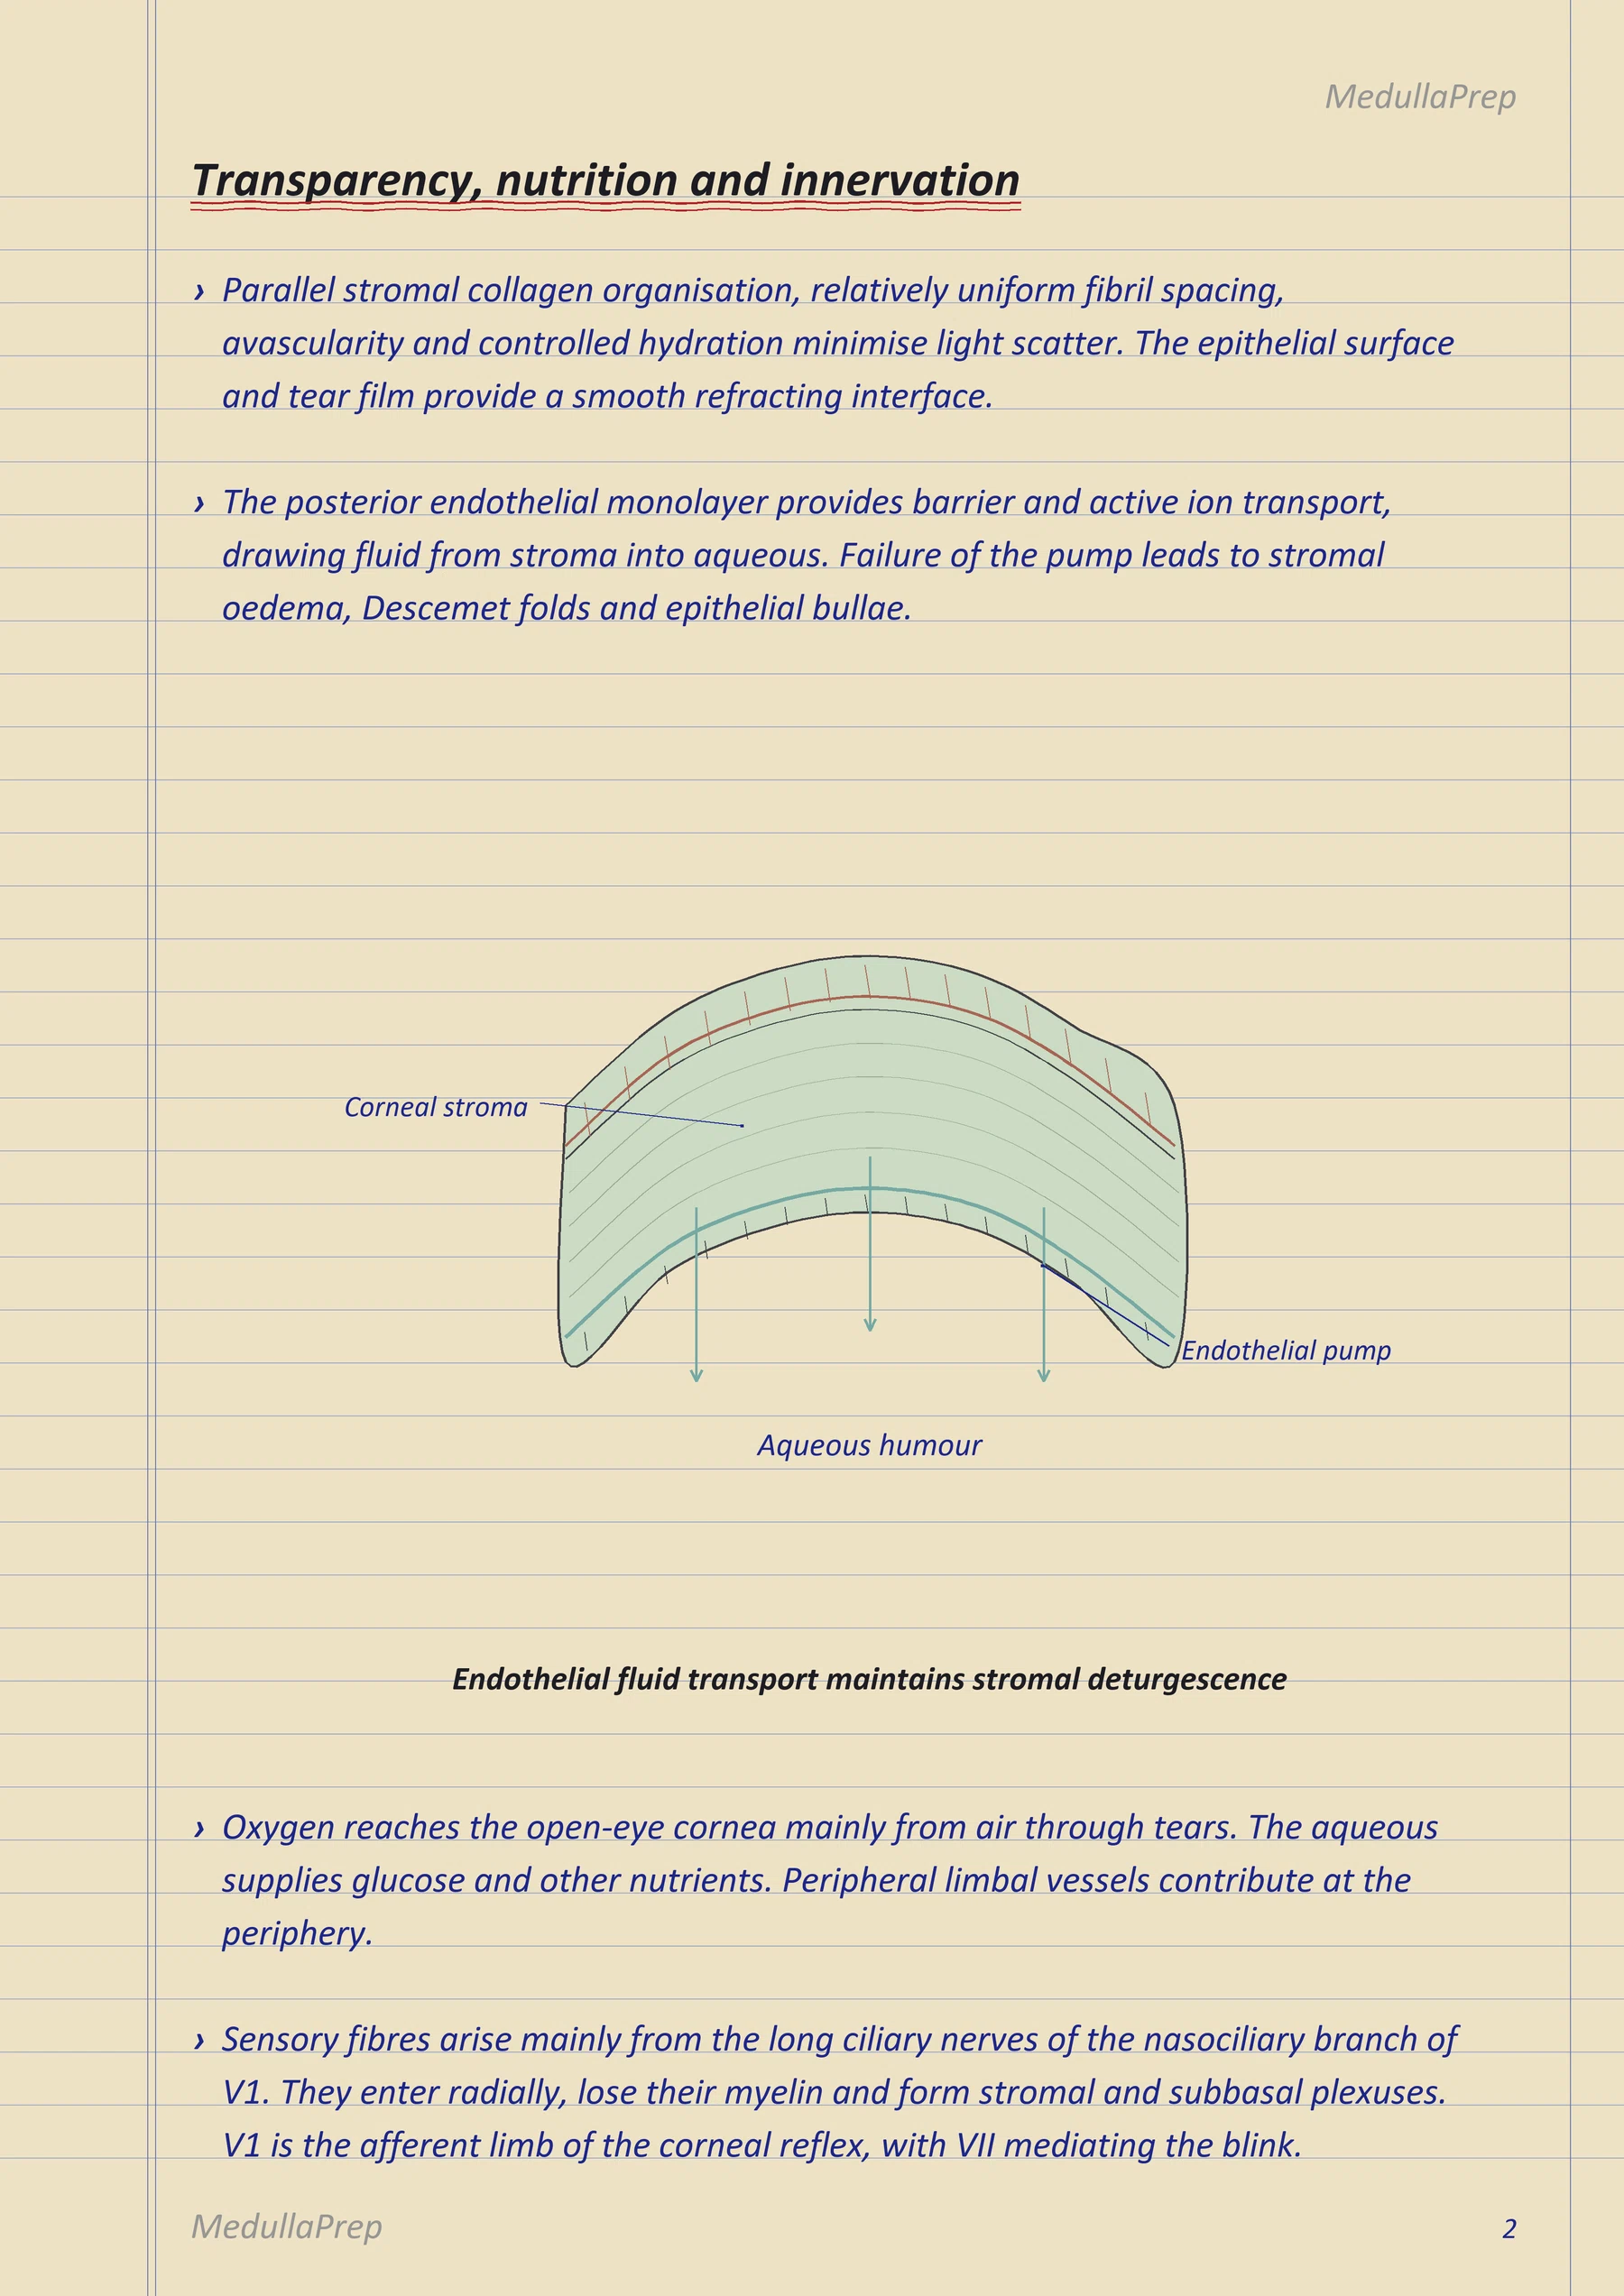 MedullaPrep
Transparency, nutrition and innervation
› Parallel stromal collagen organisation, relatively uniform fibril spacing,
avascularity and controlled hydration minimise light scatter. The epithelial surface
and tear film provide a smooth refracting interface.
› The posterior endothelial monolayer provides barrier and active ion transport,
drawing fluid from stroma into aqueous. Failure of the pump leads to stromal
oedema, Descemet folds and epithelial bullae.
Corneal stroma
Endothelial pump
Aqueous humour
Endothelial fluid transport maintains stromal deturgescence
› Oxygen reaches the open-eye cornea mainly from air through tears. The aqueous
supplies glucose and other nutrients. Peripheral limbal vessels contribute at the
periphery.
› Sensory fibres arise mainly from the long ciliary nerves of the nasociliary branch of
V1. They enter radially, lose their myelin and form stromal and subbasal plexuses.
V1 is the afferent limb of the corneal reflex, with VII mediating the blink.
MedullaPrep
2